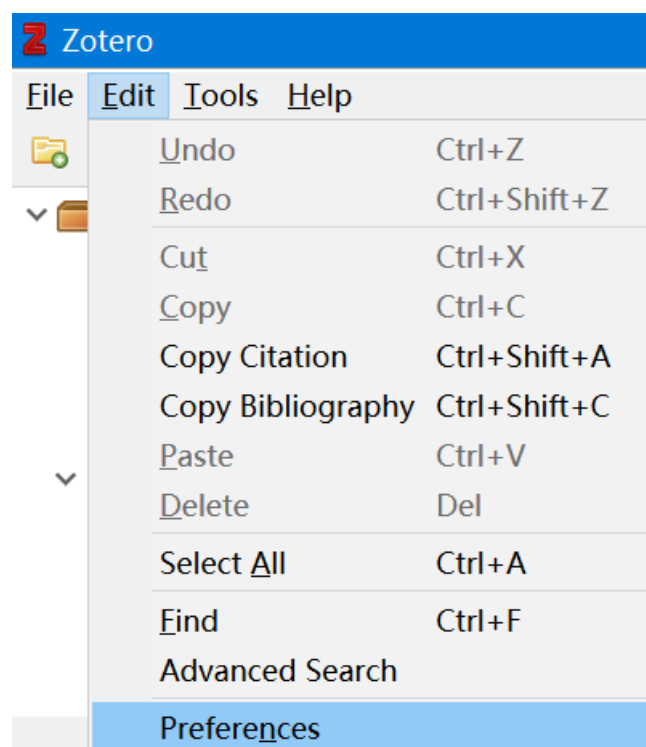 Zotero
File Edit Tools Help
Undo Ctrl+Z
Redo Ctrl+Shift+Z
Cut Ctrl+X
Copy Ctrl+C
Copy Citation Ctrl+Shift+A
Copy Bibliography Ctrl+Shift+C
Paste Ctrl+V
Delete Del
Select All Ctrl+A
Find Ctrl+F
Advanced Search
Preferences